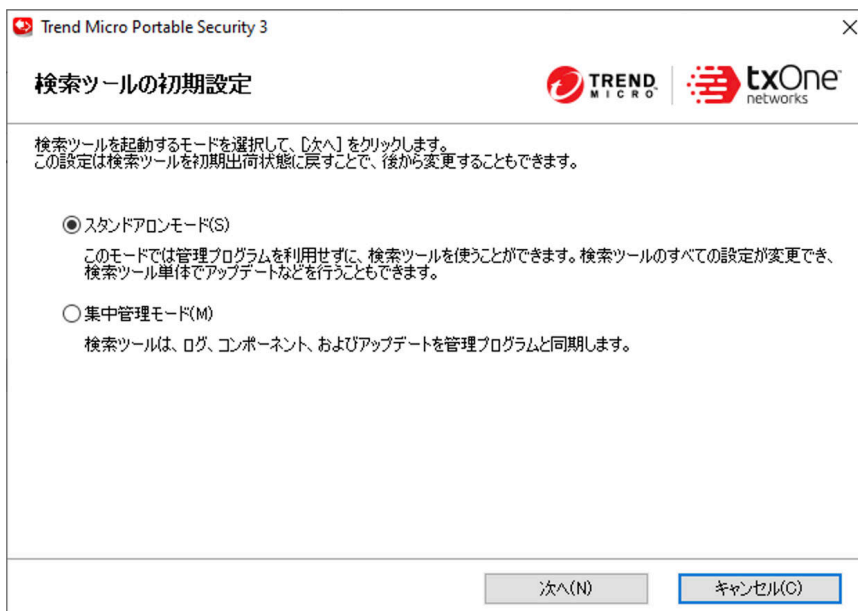 Trend Micro Portable Security 3
検索ツールの初期設定
TREND
MICRO
txOne
networks
検索ツールを起動するモードを選択して、[次へ] をクリックします。
この設定は検索ツールを初期出荷状態に戻すことで、後から変更することもできます。
スタンドアロンモード(S)
このモードでは管理プログラムを利用せずに、検索ツールを使うことができます。検索ツールのすべての設定が変更でき、
検索ツール単体でアップデートなどを行うこともできます。
集中管理モード(M)
検索ツールは、ログ、コンポーネント、およびアップデートを管理プログラムと同期します。
次へ(N)
キャンセル(C)